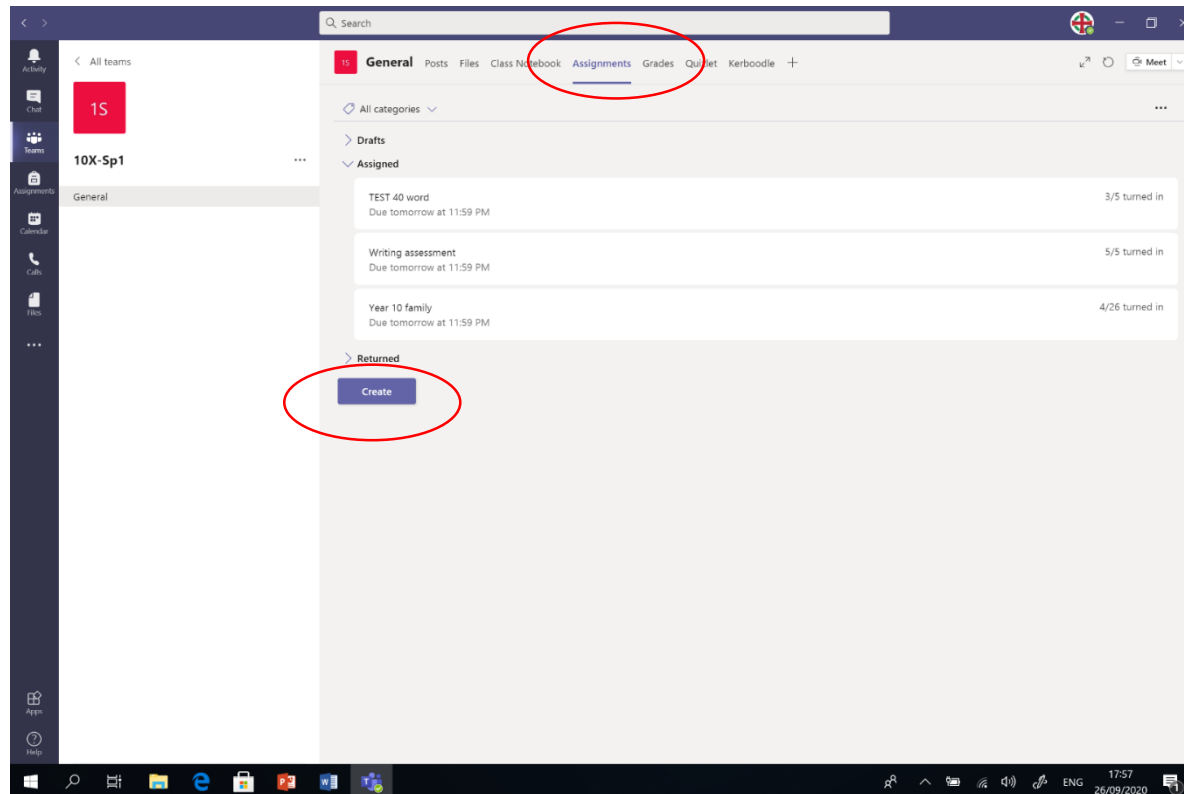 Search
Activity
Chat
Teams
Assignments
Calendar
Calls
Files
Apps
Help
All teams
1S
10X-Sp1
General
1S General Posts Files Class Notebook Assignments Grades Quizlet Kerboodle
Meet
All categories
Drafts
Assigned
TEST 40 word
3/5 turned in
Due tomorrow at 11:59 PM
Writing assessment
5/5 turned in
Due tomorrow at 11:59 PM
Year 10 family
4/26 turned in
Due tomorrow at 11:59 PM
Returned
Create
ENG
17:57
26/09/2020